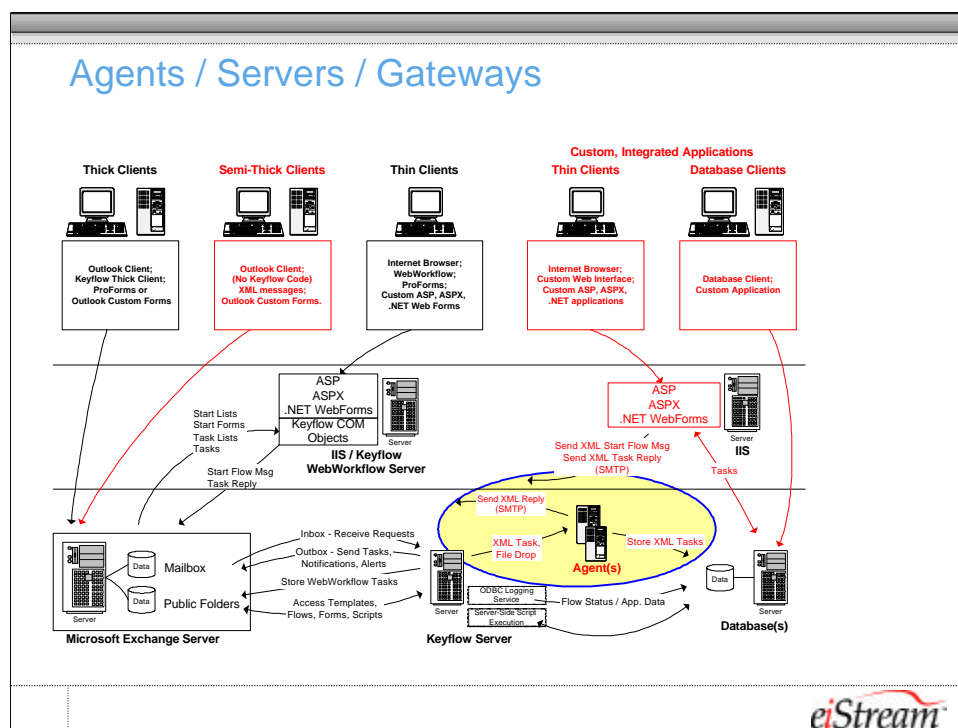 Agents / Servers / Gateways
Custom, Integrated Applications
Thick Clients
Semi-Thick Clients
Thin Clients
Thin Clients
Database Clients
Outlook Client;
Keyflow Thick Client;
ProForms or
Outlook Custom Forms
Outlook Client;
(No Keyflow Code)
XML messages;
Outlook Custom Forms.
Internet Browser;
WebWorkflow;
ProForms;
Custom ASP, ASPX,
.NET Web Forms
Internet Browser;
Custom Web Interface;
Custom ASP, ASPX,
.NET applications
Database Client;
Custom Application
ASP
ASPX
.NET WebForms
Keyflow COM
Objects
Server
IIS / Keyflow
WebWorkflow Server
ASP
ASPX
.NET WebForms
Server
IIS
Start Lists
Start Forms
Task Lists
Tasks
Start Flow Msg
Task Reply
Send XML Start Flow Msg
Send XML Task Reply
(SMTP)
Tasks
Send XML Reply
(SMTP)
XML Task,
File Drop
Agent(s)
Store XML Tasks
Inbox - Receive Requests
Outbox - Send Tasks,
Notifications, Alerts
Store WebWorkflow Tasks
Access Templates,
Flows, Forms, Scripts
Data
Mailbox
Data
Public Folders
Server
Microsoft Exchange Server
Server
Keyflow Server
ODBC Logging
Service
Server-Side Script
Execution
Flow Status / App. Data
Data
Server
Database(s)
eiStream